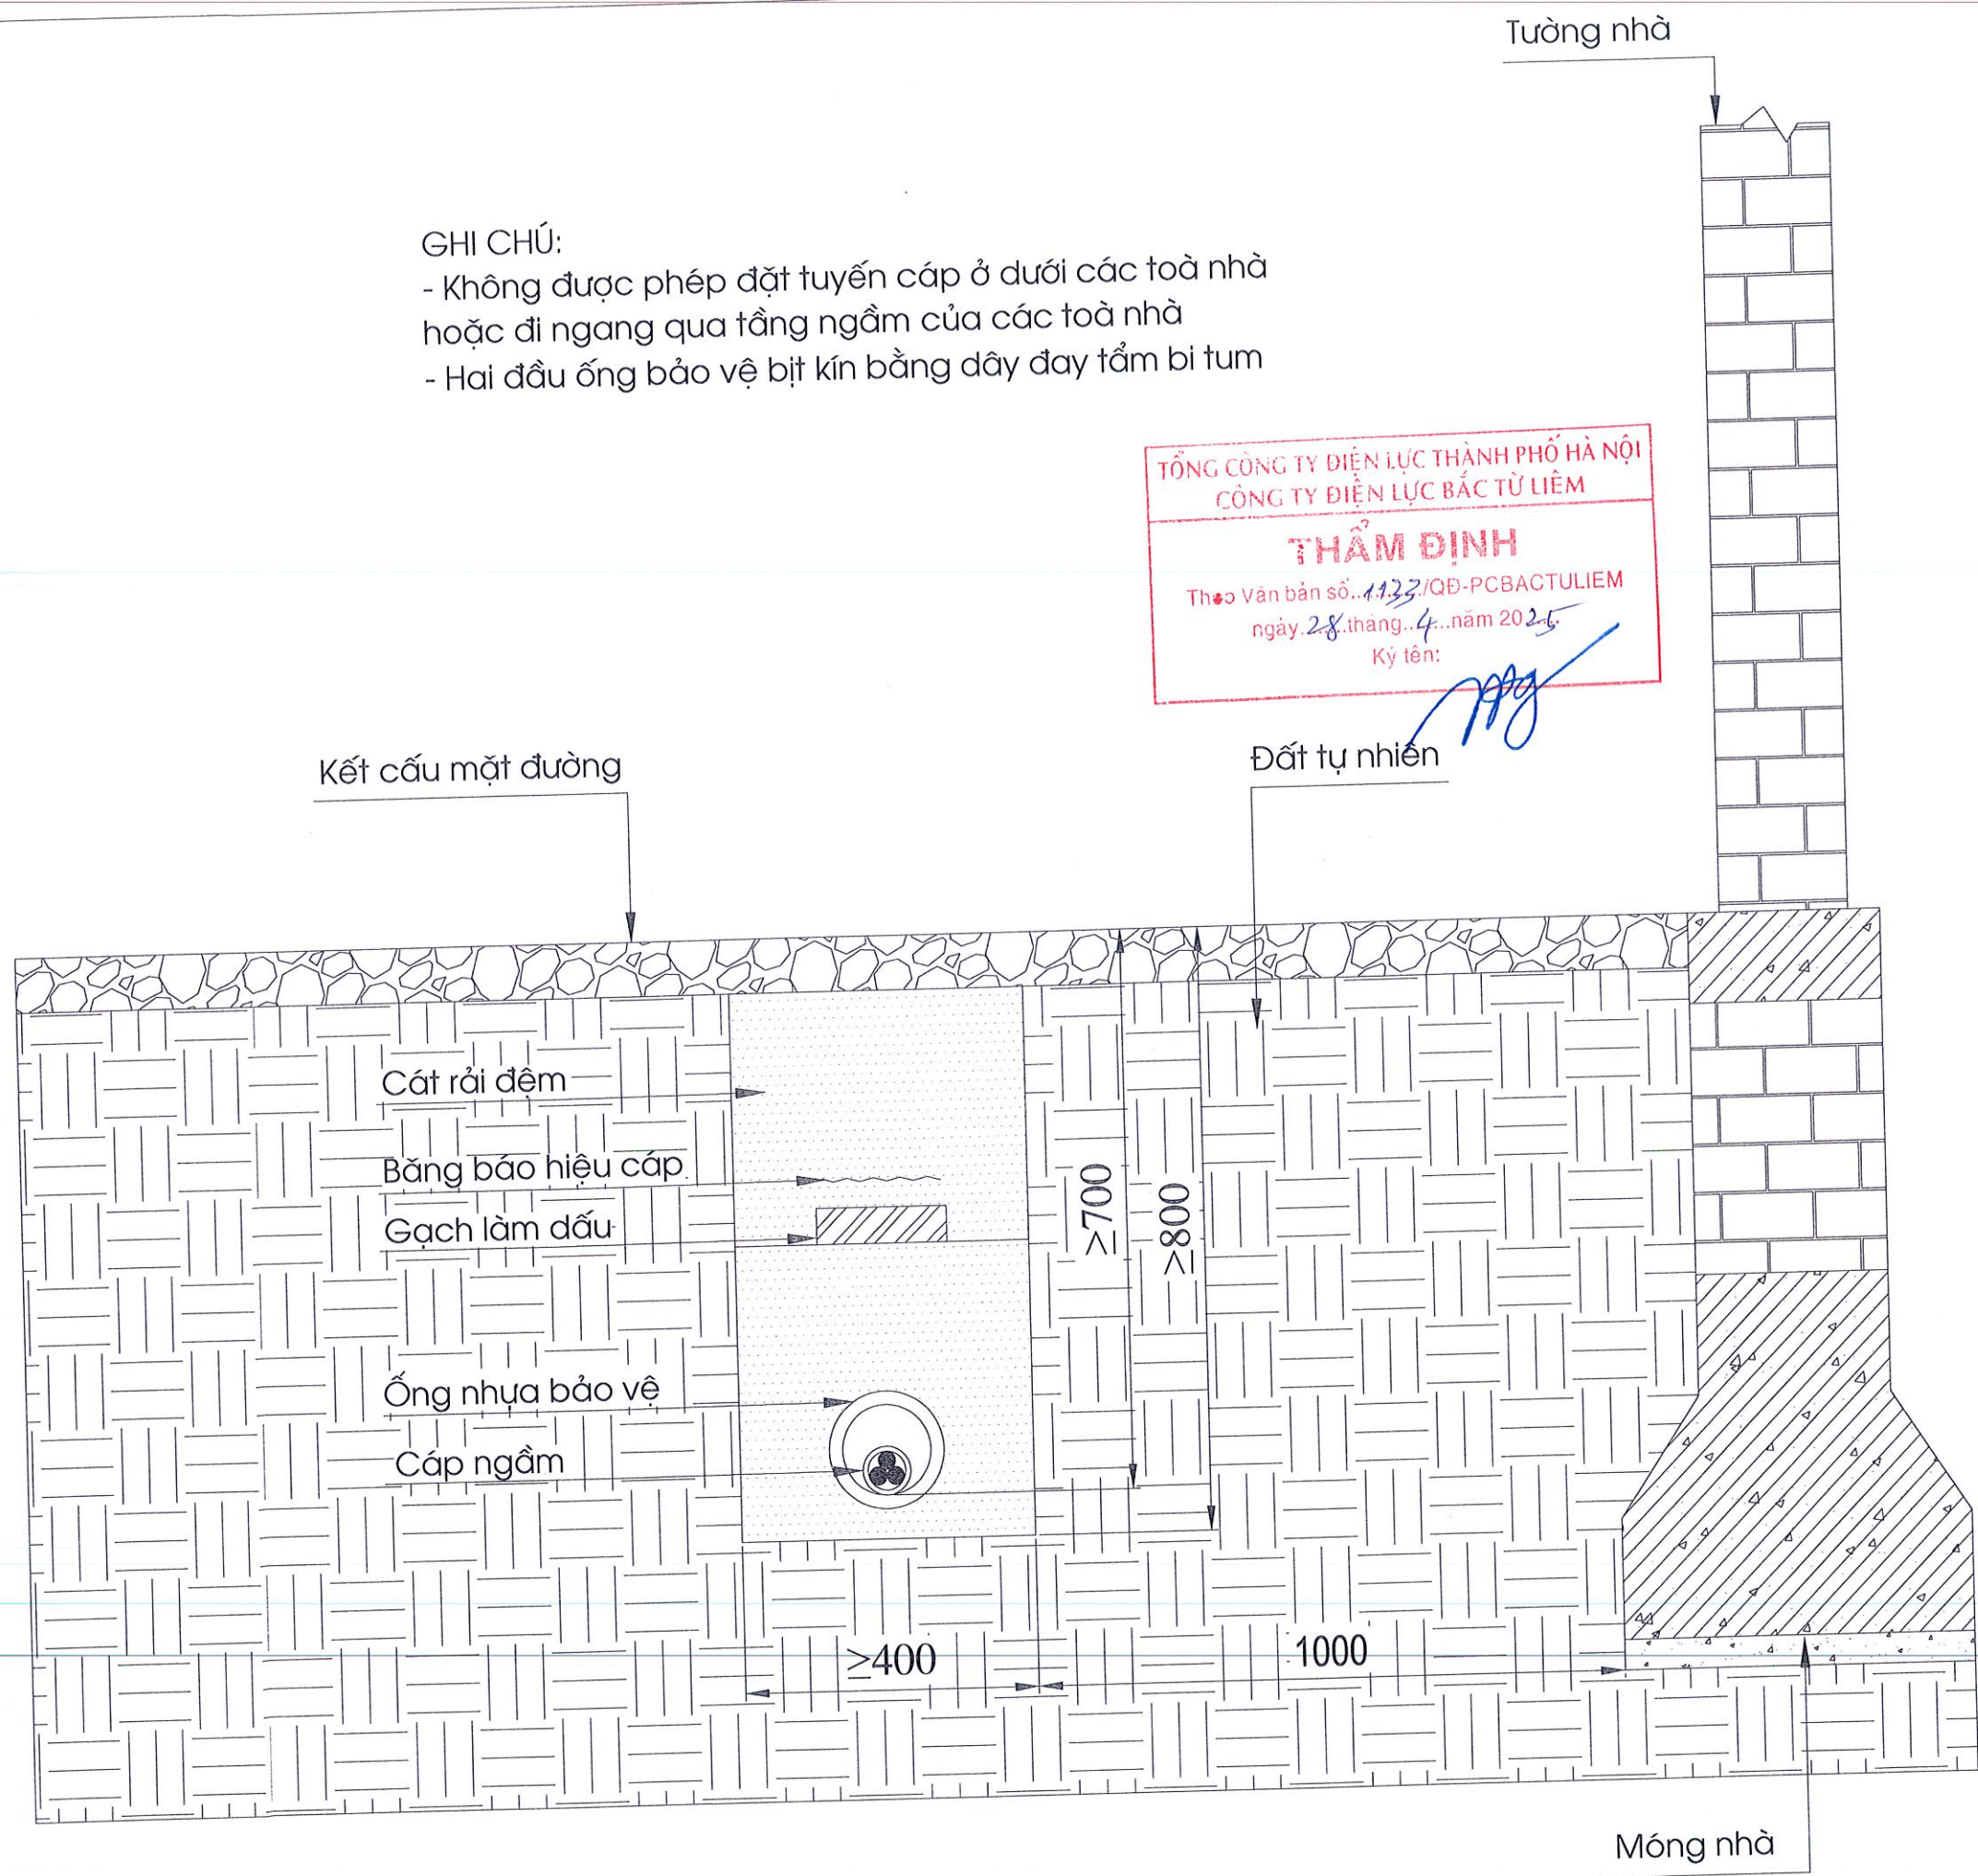 Tường nhà
GHI CHÚ:
- Không được phép đặt tuyến cáp ở dưới các toà nhà
hoặc đi ngang qua tầng ngầm của các toà nhà
- Hai đầu ống bảo vệ bịt kín bằng dây đay tẩm bi tum
TỔNG CÔNG TY ĐIỆN LỰC THÀNH PHỐ HÀ NỘI
CÔNG TY ĐIỆN LỰC BẮC TỪ LIÊM
THẨM ĐỊNH
Theo Văn bản số..1133/QĐ-PCBACTULIEM
ngày.28.tháng..4...năm 2025
Ký tên:
Kết cấu mặt đường
Đất tự nhiên
Cát rải đệm
Băng báo hiệu cáp
Gạch làm dấu
≥700
≥800
Ống nhựa bảo vệ
Cáp ngầm
≥400
1000
Móng nhà